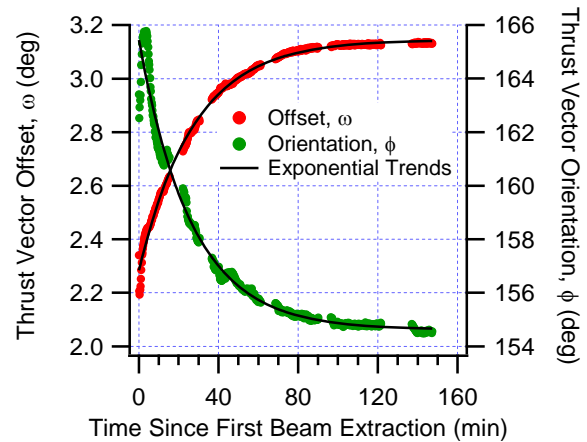 Thrust Vector Offset, ω (deg)
3.2
3.0
2.8
2.6
2.4
2.2
2.0
Offset, ω
Orientation, ϕ
Exponential Trends
166
164
162
160
158
156
154
Thrust Vector Orientation, ϕ (deg)
0 40 80 120 160
Time Since First Beam Extraction (min)